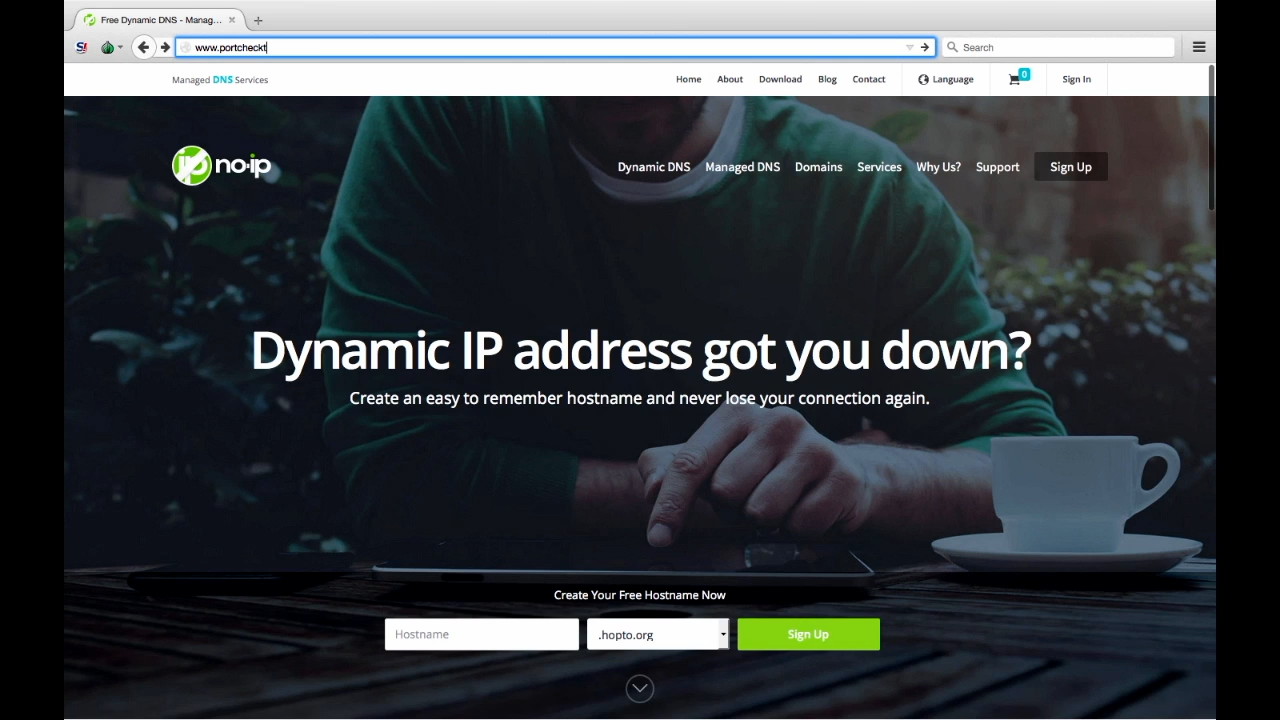 Free Dynamic DNS - Manag...
www.portcheckt
Search
Managed DNS Services
Home About Download Blog Contact Language 0 Sign In
no-ip
Dynamic DNS Managed DNS Domains Services Why Us? Support Sign Up
Dynamic IP address got you down?
Create an easy to remember hostname and never lose your connection again.
Create Your Free Hostname Now
Hostname .hopto.org Sign Up